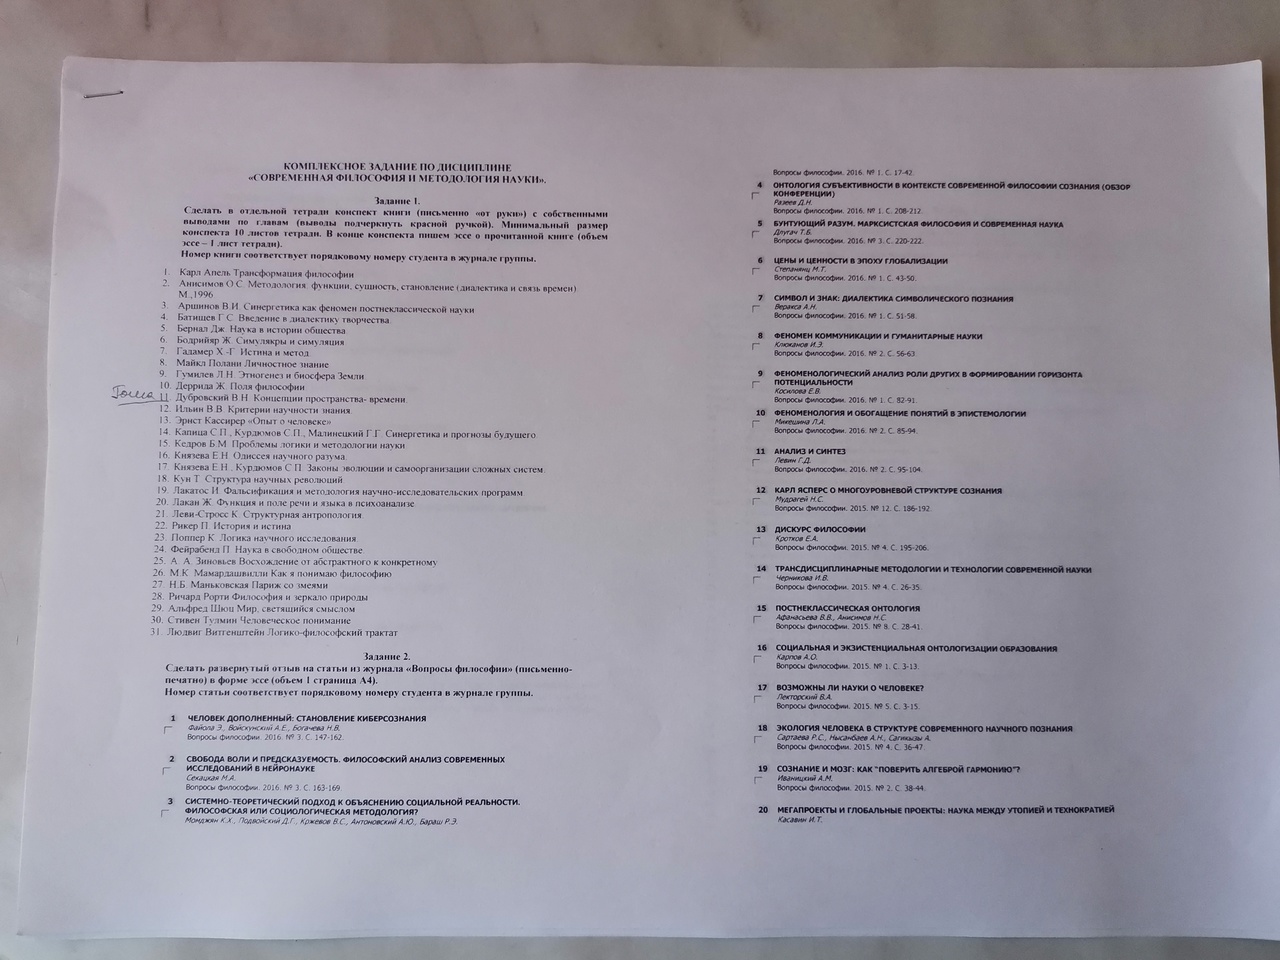 КОМПЛЕКСНОЕ ЗАДАНИЕ ПО ДИСЦИПЛИНЕ
«СОВРЕМЕННАЯ ФИЛОСОФИЯ И МЕТОДОЛОГИЯ НАУКИ».
Задание 1.
Сделать в отдельной тетради конспект книги (письменно «от руки») с собственными
выводами по главам (выводы подчеркнуть красной ручкой). Минимальный размер
конспекта 10 листов тетради. В конце конспекта пишем эссе о прочитанной книге (объем
эссе – 1 лист тетради).
Номер книги соответствует порядковому номеру студента в журнале группы.
1. Карл Апель Трансформация философии
2. Анисимов О.С. Методология: функции, сущность, становление (диалектика и связь времен)
М.,1996
3. Аршинов В.И. Синергетика как феномен постнеклассической науки
4. Батищев Г.С. Введение в диалектику творчества.
5. Бернал Дж. Наука в истории общества.
6. Бодрийяр Ж. Симулякры и симуляция
7. Гадамер Х.-Г. Истина и метод
8. Майкл Полани Личностное знание
9. Гумилев Л.Н. Этногенез и биосфера Земли
10. Деррида Ж. Поля философии
11. Дубровский В.Н. Концепции пространства- времени.
12. Ильин В.В. Критерии научности знания.
13. Эрнст Кассирер «Опыт о человеке»
14. Капица С.П., Курдюмов С.П., Малинецкий Г.Г. Синергетика и прогнозы будущего.
15. Кедров Б.М. Проблемы логики и методологии науки
16. Князева Е.Н. Одиссея научного разума.
17. Князева Е.Н., Курдюмов С.П. Законы эволюции и самоорганизации сложных систем.
18. Кун Т. Структура научных революций
19. Лакатос И. Фальсификация и методология научно-исследовательских программ
20. Лакан Ж. Функция и поле речи и языка в психоанализе
21. Леви-Стросс К. Структурная антропология
22. Рикер П. История и истина
23. Поппер К. Логика научного исследования.
24. Фейрабенд П. Наука в свободном обществе.
25. А. А. Зиновьев Восхождение от абстрактного к конкретному
26. М.К. Мамардашвилли Как я понимаю философию
27. Н.Б. Маньковская Париж со змеями
28. Ричард Рорти Философия и зеркало природы
29. Альфред Шюц Мир, светящийся смыслом
30. Стивен Тулмин Человеческое понимание
31. Людвиг Витгенштейн Логико-философский трактат
Задание 2.
Сделать развернутый отзыв на статьи из журнала «Вопросы философии» (письменно-
печатно) в форме эссе (объем 1 страница А4).
Номер статьи соответствует порядковому номеру студента в журнале группы.
1 ЧЕЛОВЕК ДОПОЛНЕННЫЙ: СТАНОВЛЕНИЕ КИБЕРСОЗНАНИЯ
Файола Э., Войскунский А.Е., Богачева Н.В.
Вопросы философии. 2016. № 3. С. 147-162.
2 СВОБОДА ВОЛИ И ПРЕДСКАЗУЕМОСТЬ. ФИЛОСОФСКИЙ АНАЛИЗ СОВРЕМЕННЫХ
ИССЛЕДОВАНИЙ В НЕЙРОНАУКЕ
Секацкая М.А.
Вопросы философии. 2016. № 3. С. 163-169.
3 СИСТЕМНО-ТЕОРЕТИЧЕСКИЙ ПОДХОД К ОБЪЯСНЕНИЮ СОЦИАЛЬНОЙ РЕАЛЬНОСТИ.
ФИЛОСОФСКАЯ ИЛИ СОЦИОЛОГИЧЕСКАЯ МЕТОДОЛОГИЯ?
Момджян К.Х., Подвойский Д.Г., Кржевов В.С., Антоновский А.Ю., Бараш Р.Э.
Вопросы философии. 2016. № 1. С. 17-42.
4 ОНТОЛОГИЯ СУБЪЕКТИВНОСТИ В КОНТЕКСТЕ СОВРЕМЕННОЙ ФИЛОСОФИИ СОЗНАНИЯ (ОБЗОР
КОНФЕРЕНЦИИ)
Разеев Д.Н.
Вопросы философии. 2016. № 1. С. 208-212.
5 БУНТУЮЩИЙ РАЗУМ. МАРКСИСТСКАЯ ФИЛОСОФИЯ И СОВРЕМЕННАЯ НАУКА
Длугач Т.Б.
Вопросы философии. 2016. № 3. С. 220-222.
6 ЦЕНЫ И ЦЕННОСТИ В ЭПОХУ ГЛОБАЛИЗАЦИИ
Степанянц М.Т.
Вопросы философии. 2016. № 1. С. 43-50.
7 СИМВОЛ И ЗНАК: ДИАЛЕКТИКА СИМВОЛИЧЕСКОГО ПОЗНАНИЯ
Веракса А.Н.
Вопросы философии. 2016. № 1. С. 51-58.
8 ФЕНОМЕН КОММУНИКАЦИИ И ГУМАНИТАРНЫЕ НАУКИ
Клюканов И.Э.
Вопросы философии. 2016. № 2. С. 56-63.
9 ФЕНОМЕНОЛОГИЧЕСКИЙ АНАЛИЗ РОЛИ ДРУГИХ В ФОРМИРОВАНИИ ГОРИЗОНТА
ПОТЕНЦИАЛЬНОСТИ
Косилова Е.В.
Вопросы философии. 2016. № 1. С. 82-91.
10 ФЕНОМЕНОЛОГИЯ И ОБОГАЩЕНИЕ ПОНЯТИЙ В ЭПИСТЕМОЛОГИИ
Микешина Л.А.
Вопросы философии. 2016. № 2. С. 85-94.
11 АНАЛИЗ И СИНТЕЗ
Левин Г.Д.
Вопросы философии. 2016. № 2. С. 95-104.
12 КАРЛ ЯСПЕРС О МНОГОУРОВНЕВОЙ СТРУКТУРЕ СОЗНАНИЯ
Мудрагей Н.С.
Вопросы философии. 2015. № 12. С. 186-192.
13 ДИСКУРС ФИЛОСОФИИ
Кротков Е.А.
Вопросы философии. 2015. № 4. С. 195-206.
14 ТРАНСДИСЦИПЛИНАРНЫЕ МЕТОДОЛОГИИ И ТЕХНОЛОГИИ СОВРЕМЕННОЙ НАУКИ
Черникова И.В.
Вопросы философии. 2015. № 4. С. 26-35.
15 ПОСТНЕКЛАССИЧЕСКАЯ ОНТОЛОГИЯ
Афанасьева В.В., Анисимов Н.С.
Вопросы философии. 2015. № 8. С. 28-41.
16 СОЦИАЛЬНАЯ И ЭКЗИСТЕНЦИАЛЬНАЯ ОНТОЛОГИЗАЦИИ ОБРАЗОВАНИЯ
Карпов А.О.
Вопросы философии. 2015. № 1. С. 3-13.
17 ВОЗМОЖНЫ ЛИ НАУКИ О ЧЕЛОВЕКЕ?
Лекторский В.А.
Вопросы философии. 2015. № 5. С. 3-15.
18 ЭКОЛОГИЯ ЧЕЛОВЕКА В СТРУКТУРЕ СОВРЕМЕННОГО НАУЧНОГО ПОЗНАНИЯ
Сартаева Р.С., Нысанбаев А.Н., Сагикызы А.
Вопросы философии. 2015. № 4. С. 36-47.
19 СОЗНАНИЕ И МОЗГ: КАК "ПОВЕРИТЬ АЛГЕБРОЙ ГАРМОНИЮ"?
Иваницкий А.М.
Вопросы философии. 2015. № 2. С. 38-44.
20 МЕГАПРОЕКТЫ И ГЛОБАЛЬНЫЕ ПРОЕКТЫ: НАУКА МЕЖДУ УТОПИЕЙ И ТЕХНОКРАТИЕЙ
Касавин И.Т.